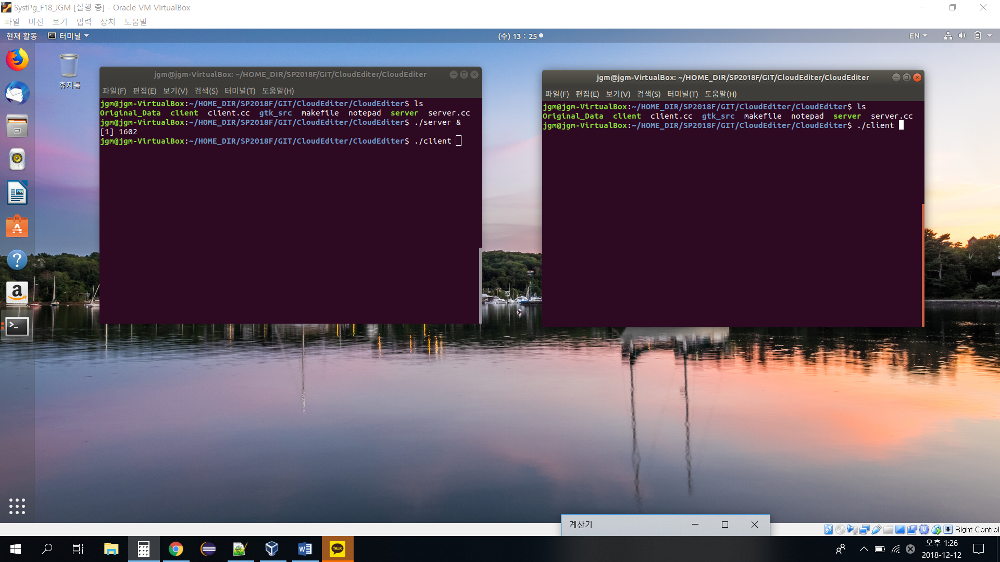 SystPg_F18_JGM [실행 중] - Oracle VM VirtualBox
파일 머신 보기 입력 장치 도움말
현재 활동 터미널 (수) 13 : 25 EN
휴지통
jgm@jgm-VirtualBox: ~/HOME_DIR/SP2018F/GIT/CloudEditer/CloudEditer
파일(F) 편집(E) 보기(V) 검색(S) 터미널(T) 도움말(H)
jgm@jgm-VirtualBox:~/HOME_DIR/SP2018F/GIT/CloudEditer/CloudEditer$ ls
Original_Data client client.cc gtk_src makefile notepad server server.cc
jgm@jgm-VirtualBox:~/HOME_DIR/SP2018F/GIT/CloudEditer/CloudEditer$ ./server &
[1] 1602
jgm@jgm-VirtualBox:~/HOME_DIR/SP2018F/GIT/CloudEditer/CloudEditer$ ./client
jgm@jgm-VirtualBox: ~/HOME_DIR/SP2018F/GIT/CloudEditer/CloudEditer
파일(F) 편집(E) 보기(V) 검색(S) 터미널(T) 도움말(H)
jgm@jgm-VirtualBox:~/HOME_DIR/SP2018F/GIT/CloudEditer/CloudEditer$ ls
Original_Data client client.cc gtk_src makefile notepad server server.cc
jgm@jgm-VirtualBox:~/HOME_DIR/SP2018F/GIT/CloudEditer/CloudEditer$ ./client
계산기
Right Control
TALK
오후 1:26
2018-12-12